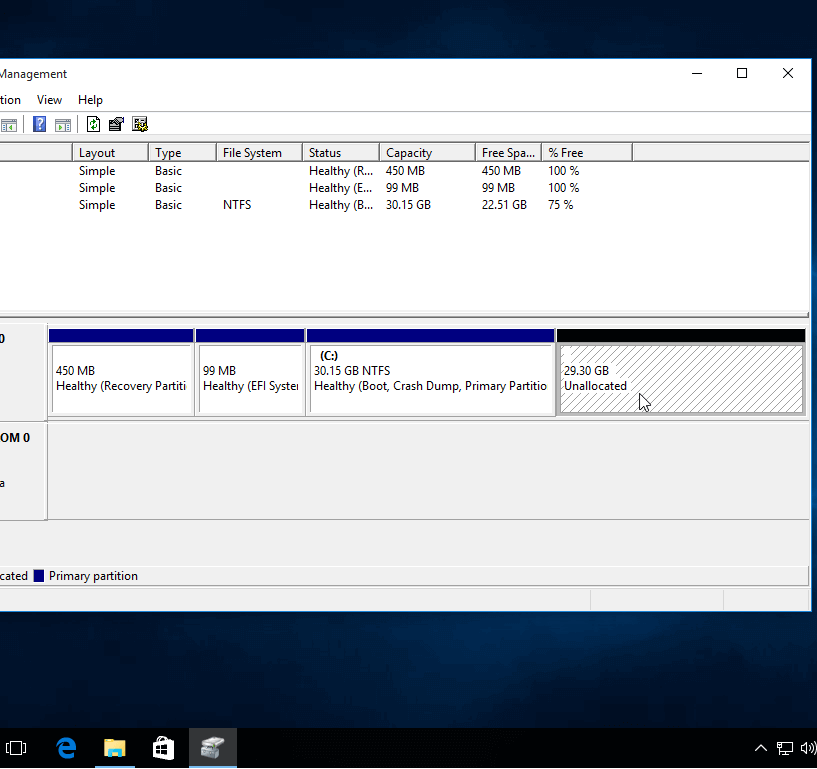 Management
tion View Help
Layout Type File System Status Capacity Free Spa... % Free
Simple Basic Healthy (R... 450 MB 450 MB 100 %
Simple Basic Healthy (E... 99 MB 99 MB 100 %
Simple Basic NTFS Healthy (B... 30.15 GB 22.51 GB 75 %
0
450 MB
Healthy (Recovery Partiti
99 MB
Healthy (EFI Syster
(C:)
30.15 GB NTFS
Healthy (Boot, Crash Dump, Primary Partitio
29.30 GB
Unallocated
OM 0
a
cated Primary partition